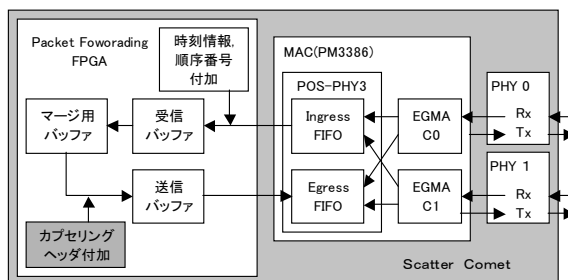 Packet Foworading
FPGA
時刻情報,
順序番号
付加
マージ用
バッファ
受信
バッファ
送信
バッファ
カプセリング
ヘッダ付加
MAC(PM3386)
POS-PHY3
Ingress
FIFO
Egress
FIFO
EGMA
C0
EGMA
C1
PHY 0
Rx
Tx
PHY 1
Rx
Tx
Scatter Comet